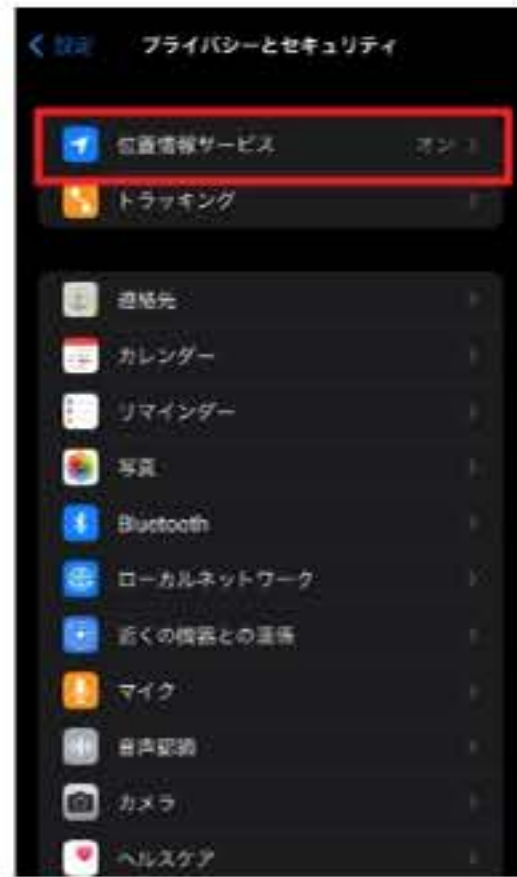 設定 プライバシーとセキュリティ
位置情報サービス オン
トラッキング
連絡先
カレンダー
リマインダー
写真
Bluetooth
ローカルネットワーク
近くの機器との連係
マイク
音声認識
カメラ
ヘルスケア